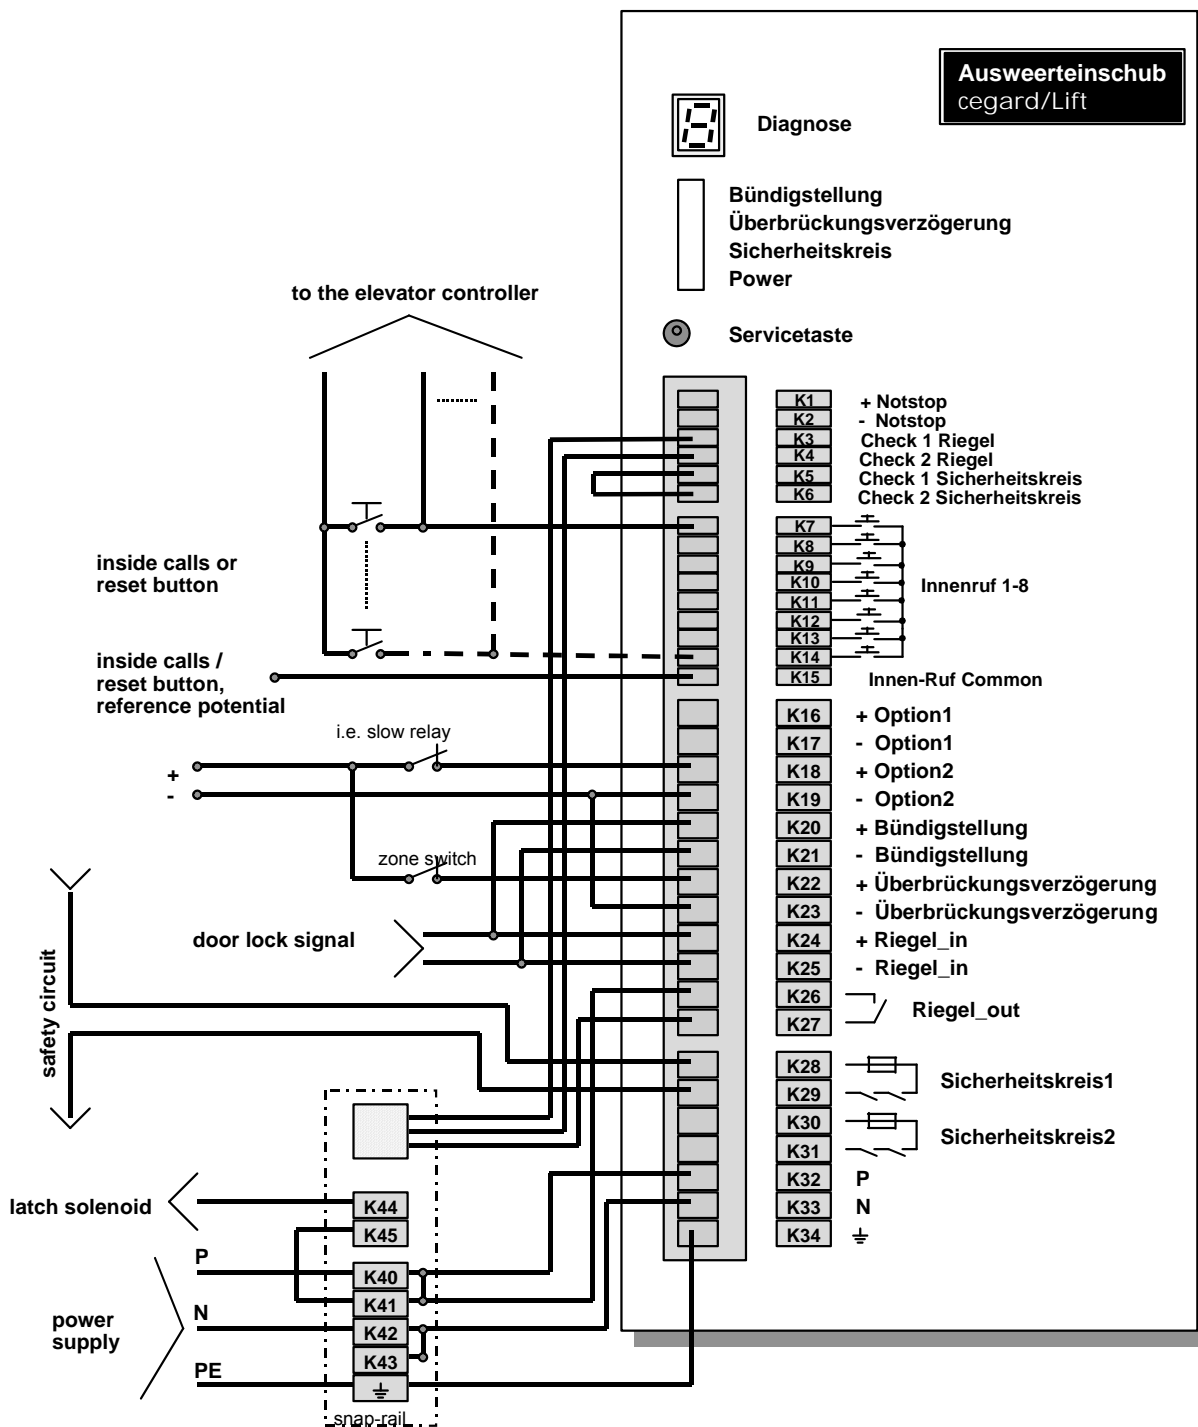 Ausweerteinschub
cegard/Lift
Diagnose
Bündigstellung
Überbrückungsverzögerung
Sicherheitskreis
Power
to the elevator controller
Servicetaste
K1 + Notstop
K2 - Notstop
K3 Check 1 Riegel
K4 Check 2 Riegel
K5 Check 1 Sicherheitskreis
K6 Check 2 Sicherheitskreis
K7
K8
K9
K10
K11
K12
K13
K14
Innenruf 1-8
K15 Innen-Ruf Common
inside calls or
reset button
inside calls /
reset button,
reference potential
i.e. slow relay
+
-
zone switch
door lock signal
safety circuit
K16 + Option1
K17 - Option1
K18 + Option2
K19 - Option2
K20 + Bündigstellung
K21 - Bündigstellung
K22 + Überbrückungsverzögerung
K23 - Überbrückungsverzögerung
K24 + Riegel_in
K25 - Riegel_in
K26
K27
Riegel_out
K28
K29
Sicherheitskreis1
K30
K31
Sicherheitskreis2
K32 P
K33 N
K34
latch solenoid
K44
K45
P
K40
K41
power
supply
N
K42
K43
PE
snap-rail